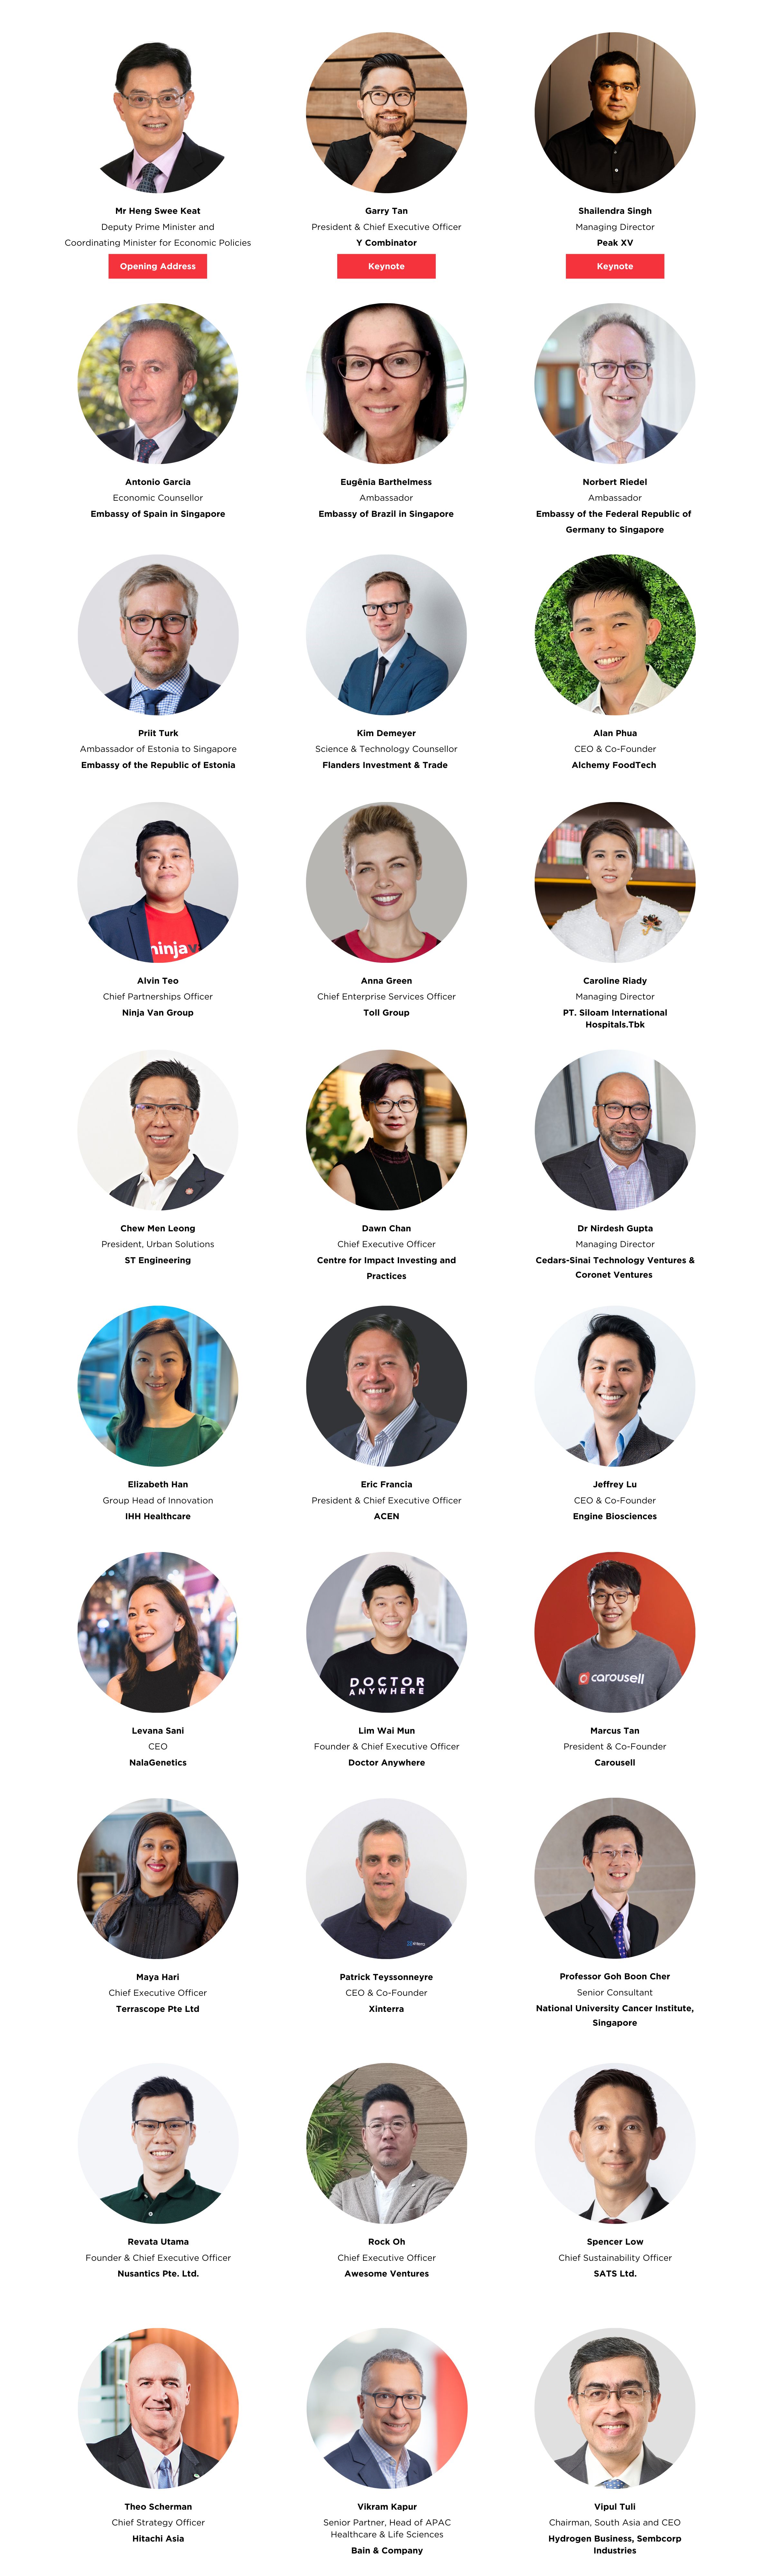 Mr Heng Swee Keat
Deputy Prime Minister and
Coordinating Minister for Economic Policies
Opening Address
Garry Tan
President & Chief Executive Officer
Y Combinator
Keynote
Shailendra Singh
Managing Director
Peak XV
Keynote
Antonio Garcia
Economic Counsellor
Embassy of Spain in Singapore
Eugênia Barthelmess
Ambassador
Embassy of Brazil in Singapore
Norbert Riedel
Ambassador
Embassy of the Federal Republic of
Germany to Singapore
Priit Turk
Ambassador of Estonia to Singapore
Embassy of the Republic of Estonia
Kim Demeyer
Science & Technology Counsellor
Flanders Investment & Trade
Alan Phua
CEO & Co-Founder
Alchemy FoodTech
ninjav
Alvin Teo
Chief Partnerships Officer
Ninja Van Group
Anna Green
Chief Enterprise Services Officer
Toll Group
Caroline Riady
Managing Director
PT. Siloam International
Hospitals.Tbk
Chew Men Leong
President, Urban Solutions
ST Engineering
Dawn Chan
Chief Executive Officer
Centre for Impact Investing and
Practices
Dr Nirdesh Gupta
Managing Director
Cedars-Sinai Technology Ventures &
Coronet Ventures
Elizabeth Han
Group Head of Innovation
IHH Healthcare
Eric Francia
President & Chief Executive Officer
ACEN
Jeffrey Lu
CEO & Co-Founder
Engine Biosciences
Levana Sani
CEO
NalaGenetics
DOCTOR
ANYWHERE
Lim Wai Mun
Founder & Chief Executive Officer
Doctor Anywhere
carousell
Marcus Tan
President & Co-Founder
Carousell
Maya Hari
Chief Executive Officer
Terrascope Pte Ltd
Patrick Teyssonneyre
CEO & Co-Founder
Xinterra
Professor Goh Boon Cher
Senior Consultant
National University Cancer Institute,
Singapore
Revata Utama
Founder & Chief Executive Officer
Nusantics Pte. Ltd.
Rock Oh
Chief Executive Officer
Awesome Ventures
Spencer Low
Chief Sustainability Officer
SATS Ltd.
Theo Scherman
Chief Strategy Officer
Hitachi Asia
Vikram Kapur
Senior Partner, Head of APAC
Healthcare & Life Sciences
Bain & Company
Vipul Tuli
Chairman, South Asia and CEO
Hydrogen Business, Sembcorp
Industries